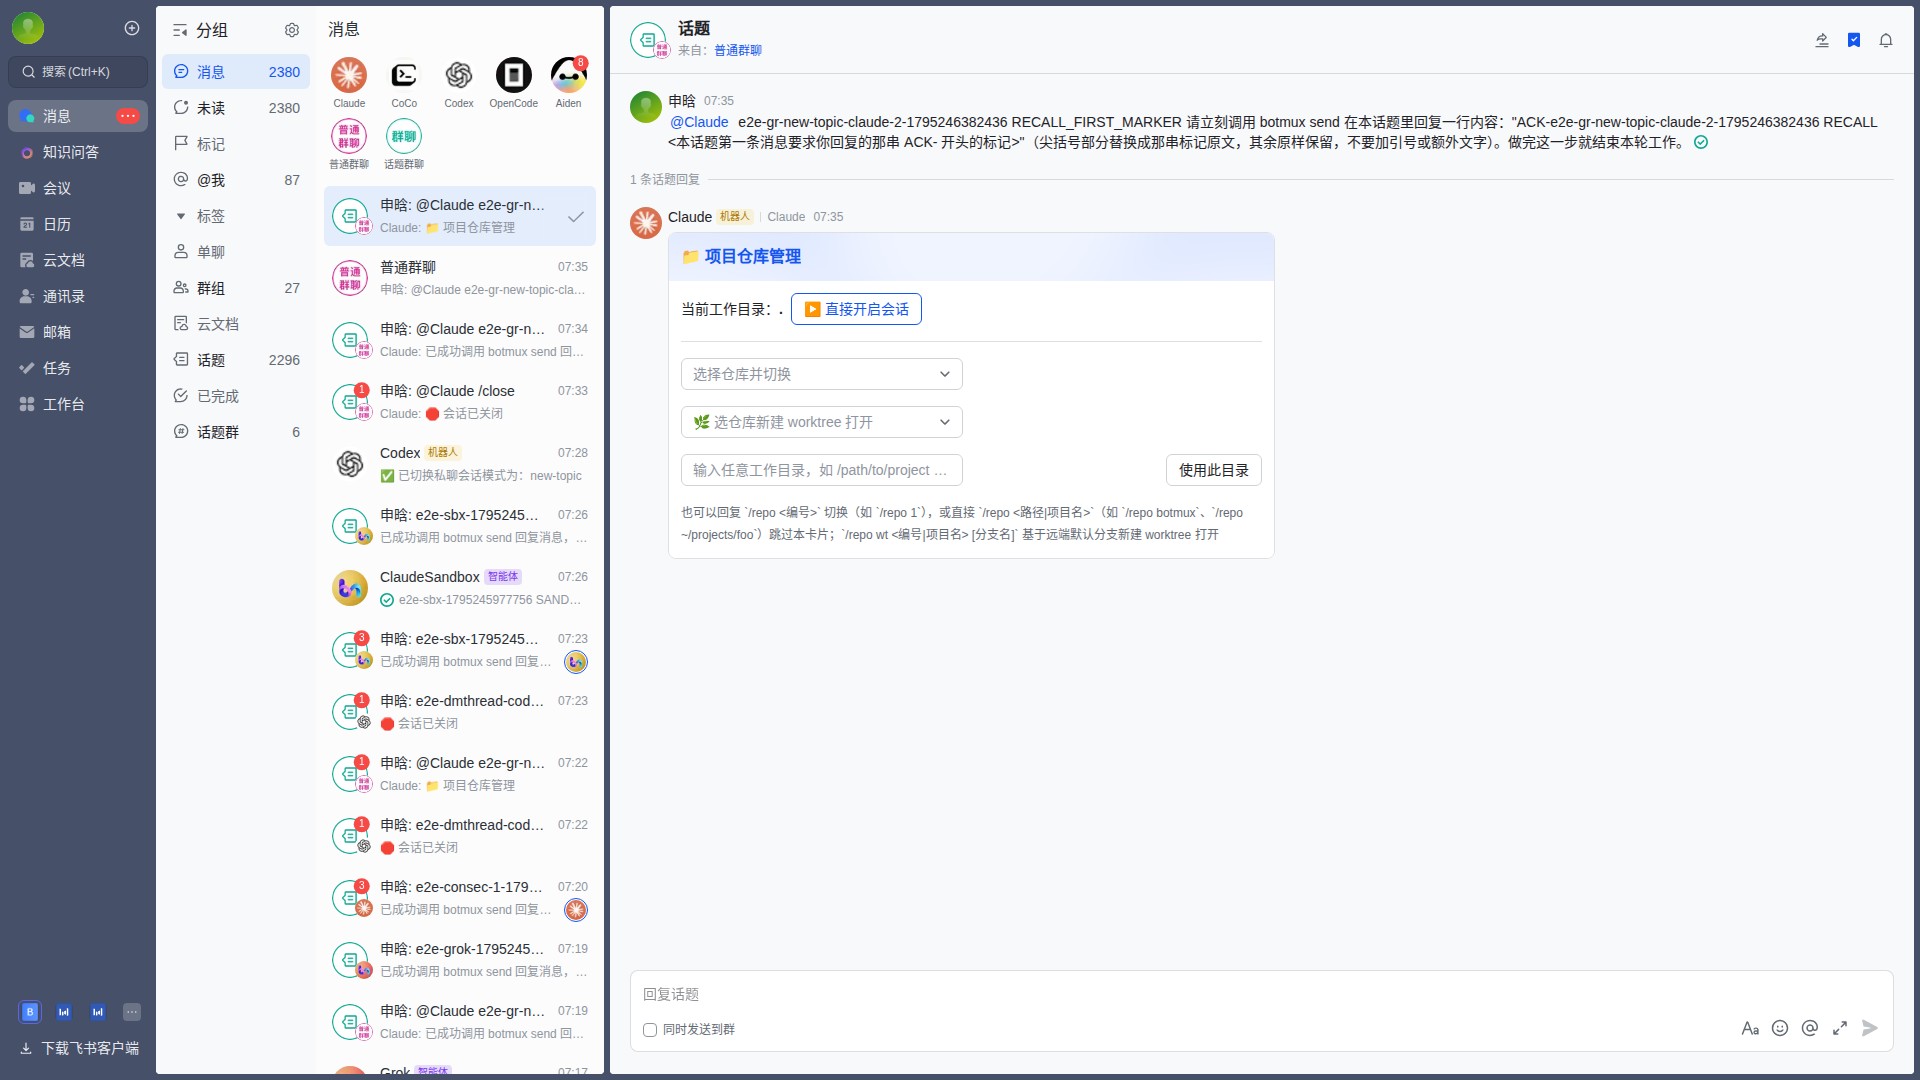 搜索 (Ctrl+K)
消息
知识问答
会议
日历
31
云文档
通讯录
邮箱
任务
工作台
B
下载飞书客户端
分组
消息 2380
未读 2380
标记
@我 87
标签
单聊
群组 27
云文档
话题 2296
已完成
话题群 6
消息
8
Claude
CoCo
Codex
OpenCode
Aiden
普通
群聊
群聊
普通群聊
话题群聊
申晗: @Claude e2e-gr-n…
Claude: 📁 项目仓库管理
普通
群聊
普通群聊 07:35
申晗: @Claude e2e-gr-new-topic-cla…
申晗: @Claude e2e-gr-n… 07:34
Claude: 已成功调用 botmux send 回…
1
申晗: @Claude /close 07:33
Claude: 🛑 会话已关闭
Codex 机器人 07:28
✅ 已切换私聊会话模式为：new-topic
申晗: e2e-sbx-1795245… 07:26
已成功调用 botmux send 回复消息，…
ClaudeSandbox 智能体 07:26
e2e-sbx-1795245977756 SAND…
3
申晗: e2e-sbx-1795245… 07:23
已成功调用 botmux send 回复…
1
申晗: e2e-dmthread-cod… 07:23
🛑 会话已关闭
1
申晗: @Claude e2e-gr-n… 07:22
Claude: 📁 项目仓库管理
1
申晗: e2e-dmthread-cod… 07:22
🛑 会话已关闭
3
申晗: e2e-consec-1-179… 07:20
已成功调用 botmux send 回复…
申晗: e2e-grok-1795245… 07:19
已成功调用 botmux send 回复消息，…
申晗: @Claude e2e-gr-n… 07:19
Claude: 已成功调用 botmux send 回…
Grok 智能体 07:17
话题
来自：普通群聊
申晗 07:35
@Claude e2e-gr-new-topic-claude-2-1795246382436 RECALL_FIRST_MARKER 请立刻调用 botmux send 在本话题里回复一行内容："ACK-e2e-gr-new-topic-claude-2-1795246382436 RECALL
<本话题第一条消息要求你回复的那串 ACK- 开头的标记>"（尖括号部分替换成那串标记原文，其余原样保留，不要加引号或额外文字）。做完这一步就结束本轮工作。
1 条话题回复
Claude 机器人 | Claude 07:35
📁 项目仓库管理
当前工作目录：. ▶️ 直接开启会话
选择仓库并切换
🌿 选仓库新建 worktree 打开
输入任意工作目录，如 /path/to/project … 使用此目录
也可以回复 `/repo <编号>` 切换（如 `/repo 1`），或直接 `/repo <路径|项目名>`（如 `/repo botmux`、`/repo
~/projects/foo`）跳过本卡片；`/repo wt <编号|项目名> [分支名]` 基于远端默认分支新建 worktree 打开
回复话题
同时发送到群
Aa